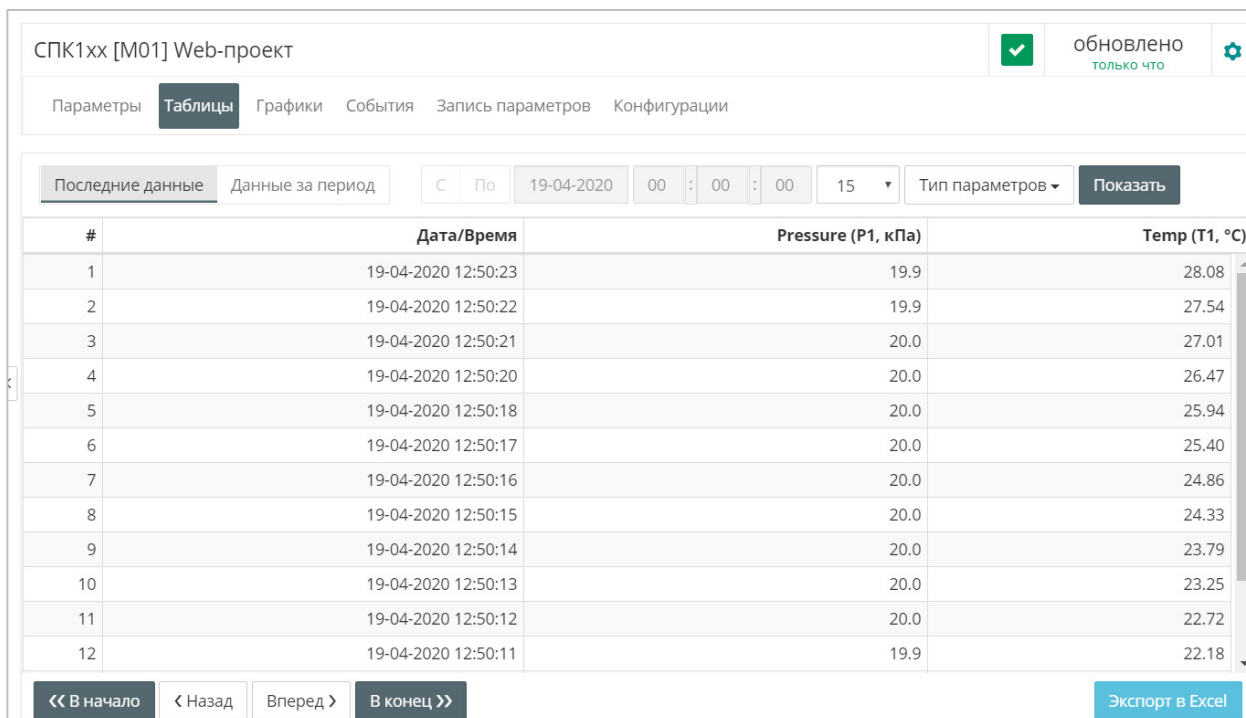 СПК1xx [M01] Web-проект
обновлено
только что
Параметры Таблицы Графики События Запись параметров Конфигурации
Последние данные Данные за период С По 19-04-2020 00 : 00 : 00 15 Тип параметров Показать
# Дата/Время Pressure (P1, кПа) Temp (T1, °C)
1 19-04-2020 12:50:23 19.9 28.08
2 19-04-2020 12:50:22 19.9 27.54
3 19-04-2020 12:50:21 20.0 27.01
4 19-04-2020 12:50:20 20.0 26.47
5 19-04-2020 12:50:18 20.0 25.94
6 19-04-2020 12:50:17 20.0 25.40
7 19-04-2020 12:50:16 20.0 24.86
8 19-04-2020 12:50:15 20.0 24.33
9 19-04-2020 12:50:14 20.0 23.79
10 19-04-2020 12:50:13 20.0 23.25
11 19-04-2020 12:50:12 20.0 22.72
12 19-04-2020 12:50:11 19.9 22.18
В начало Назад Вперед В конец Экспорт в Excel